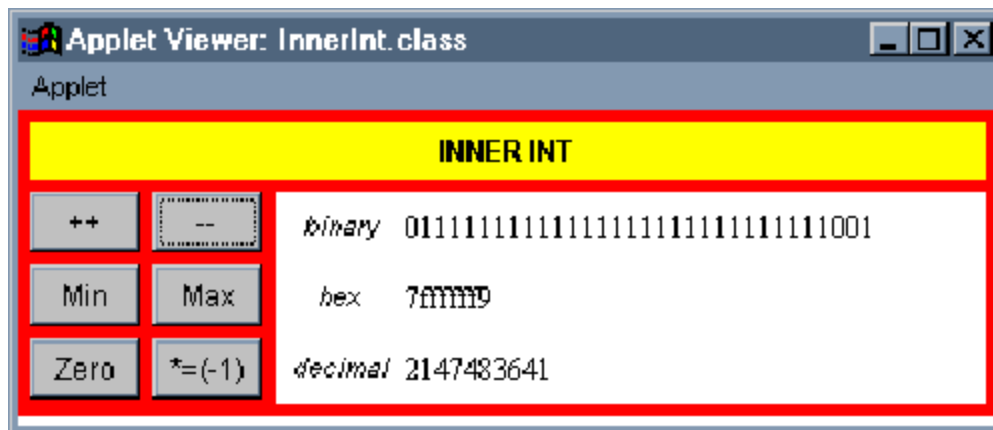 Applet Viewer: InnerInt.class
Applet
INNER INT
++ -- binary 01111111111111111111111111111001
Min Max hex 7ffffff9
Zero *=(-1) decimal 2147483641